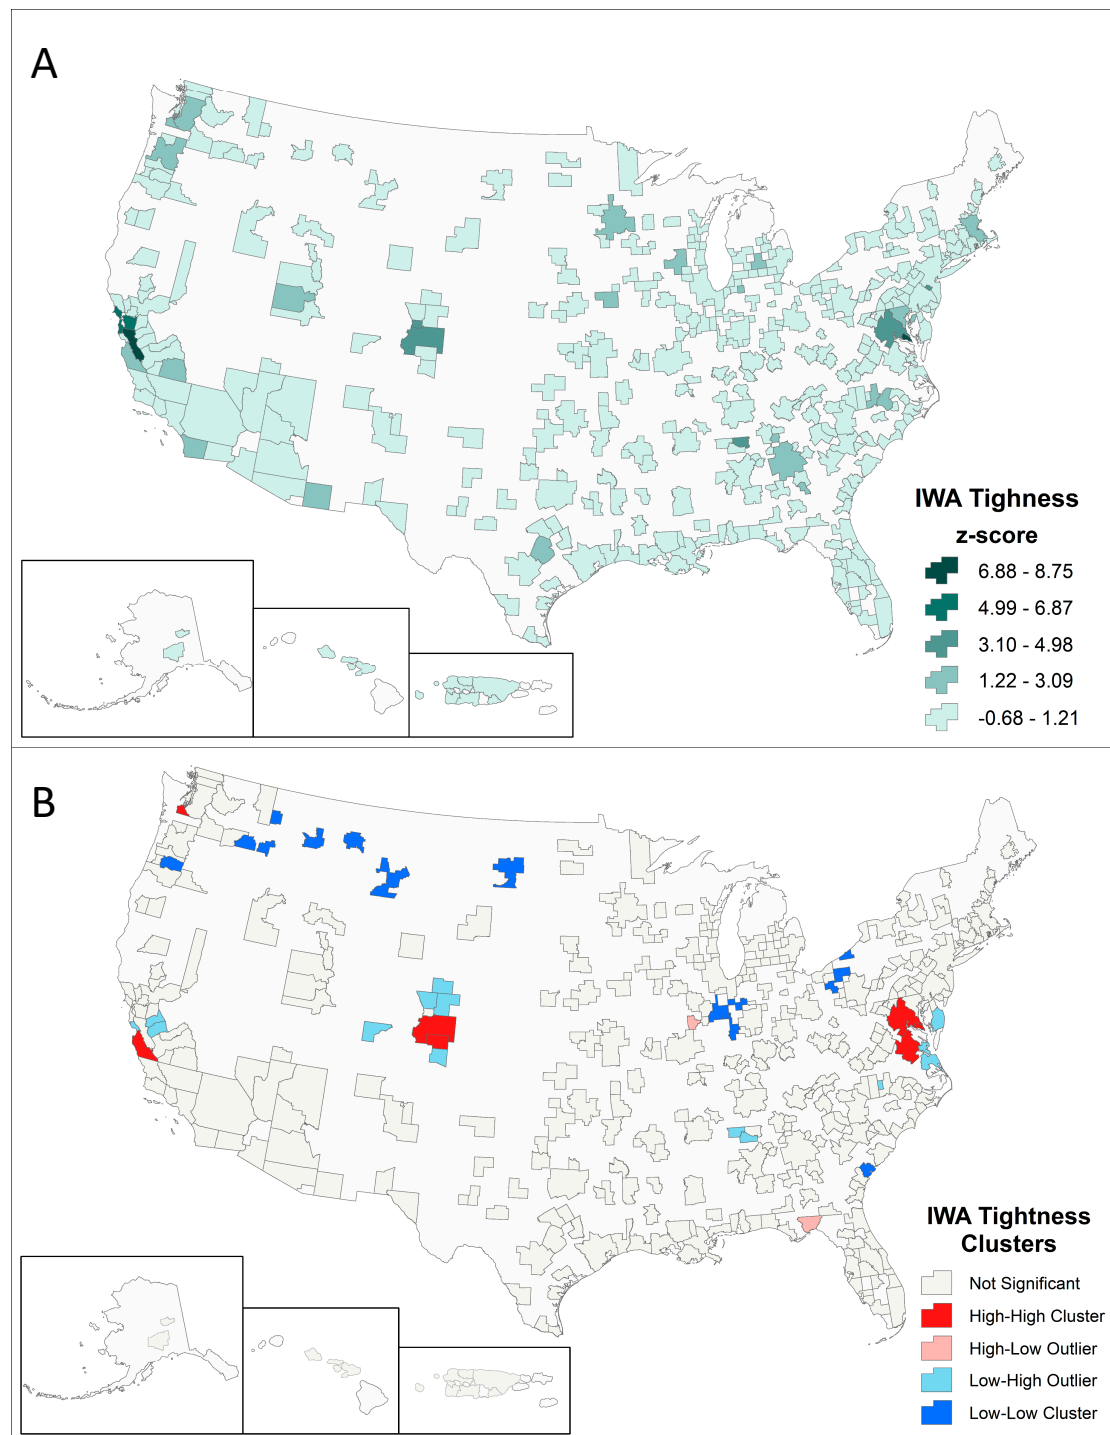 A
IWA Tighness
z-score
6.88 - 8.75
4.99 - 6.87
3.10 - 4.98
1.22 - 3.09
-0.68 - 1.21
B
IWA Tightness
Clusters
Not Significant
High-High Cluster
High-Low Outlier
Low-High Outlier
Low-Low Cluster